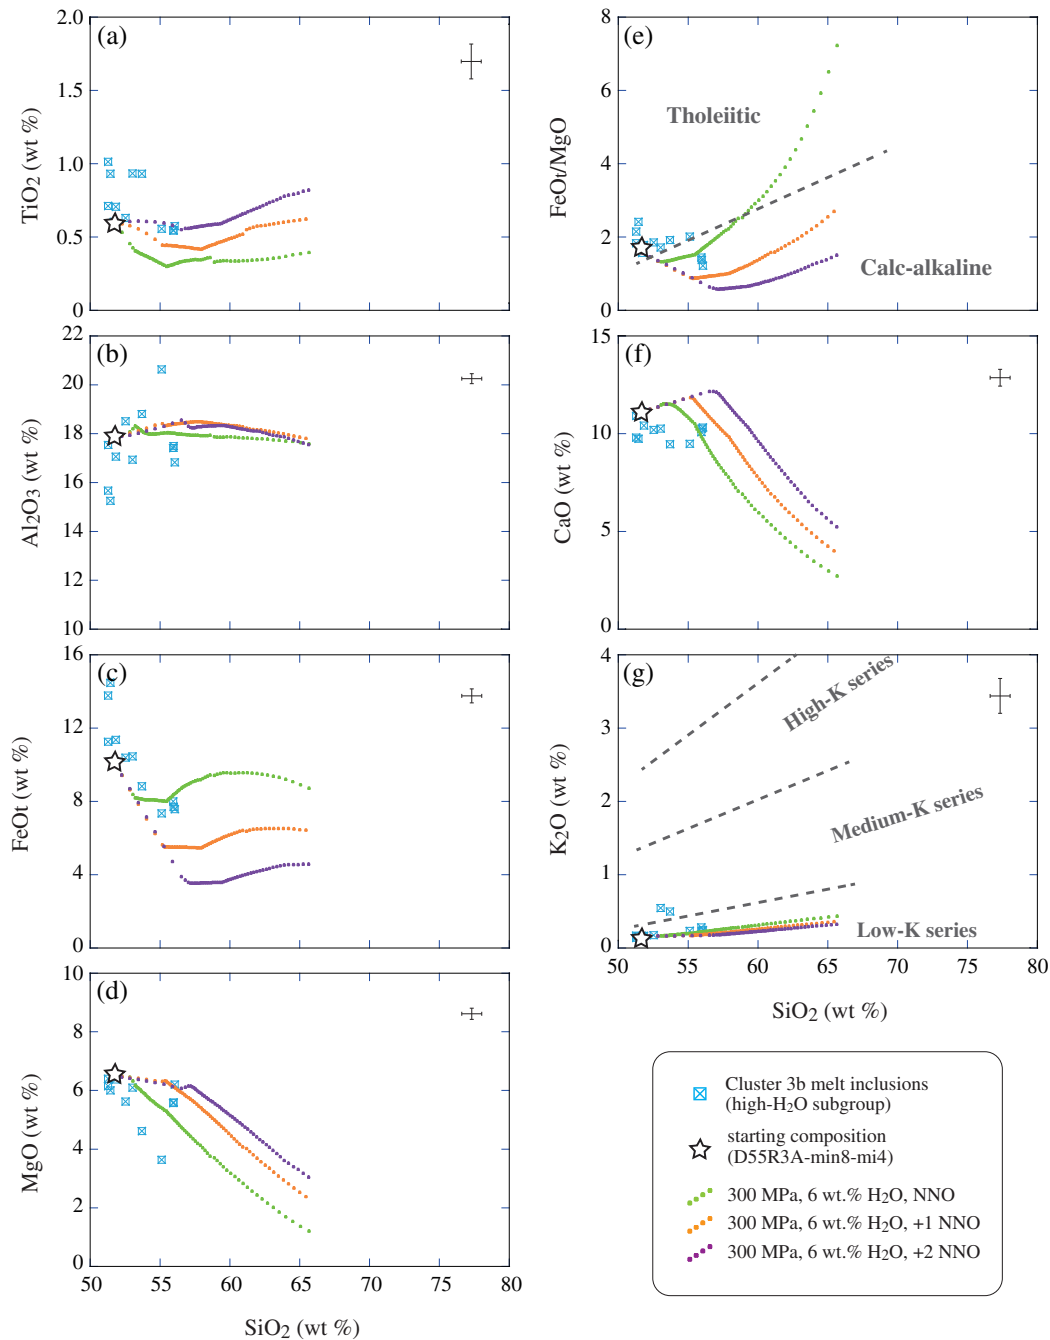 (a)
2.0
1.5
1.0
0.5
0
TiO2 (wt %)
(b)
22
20
18
16
14
12
10
Al2O3 (wt %)
(c)
16
12
8
4
0
FeOt (wt %)
(d)
10
8
6
4
2
0
MgO (wt %)
50 55 60 65 70 75 80
SiO2 (wt %)
(e)
8
6
4
2
0
FeOt/MgO
Tholeiitic
Calc-alkaline
(f)
15
10
5
0
CaO (wt %)
(g)
4
3
2
1
0
K2O (wt %)
High-K series
Medium-K series
Low-K series
50 55 60 65 70 75 80
SiO2 (wt %)
Cluster 3b melt inclusions
(high-H2O subgroup)
starting composition
(D55R3A-min8-mi4)
300 MPa, 6 wt.% H2O, NNO
300 MPa, 6 wt.% H2O, +1 NNO
300 MPa, 6 wt.% H2O, +2 NNO